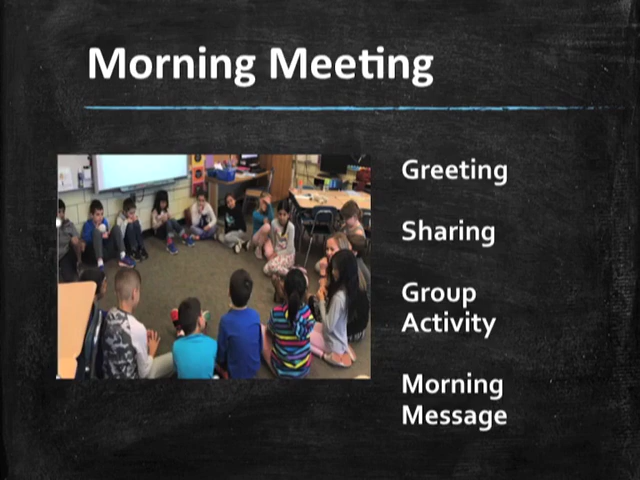 Morning Meeting
Greeting
Sharing
Group
Activity
Morning
Message